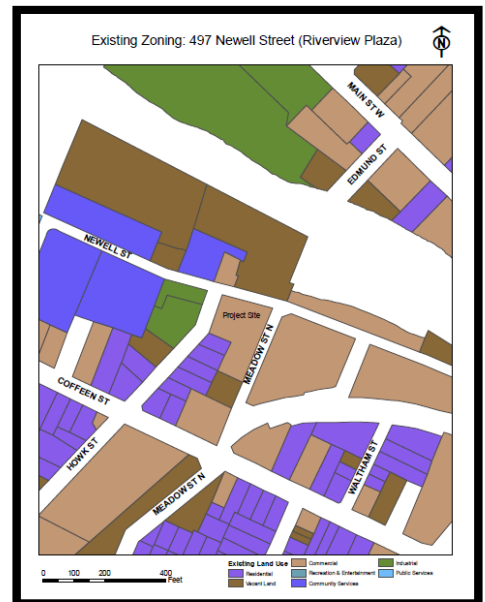 Existing Zoning: 497 Newell Street (Riverview Plaza)
N
MAIN ST W
EDMUND ST
NEWELL ST
Project Site
MEADOW ST N
COFFEEN ST
HOWK ST
MEADOW ST N
WALTHAM ST
Existing Land Use
Residential
Vacant Land
Commercial
Recreation & Entertainment
Community Services
Industrial
Public Services
0 100 200 400
Feet